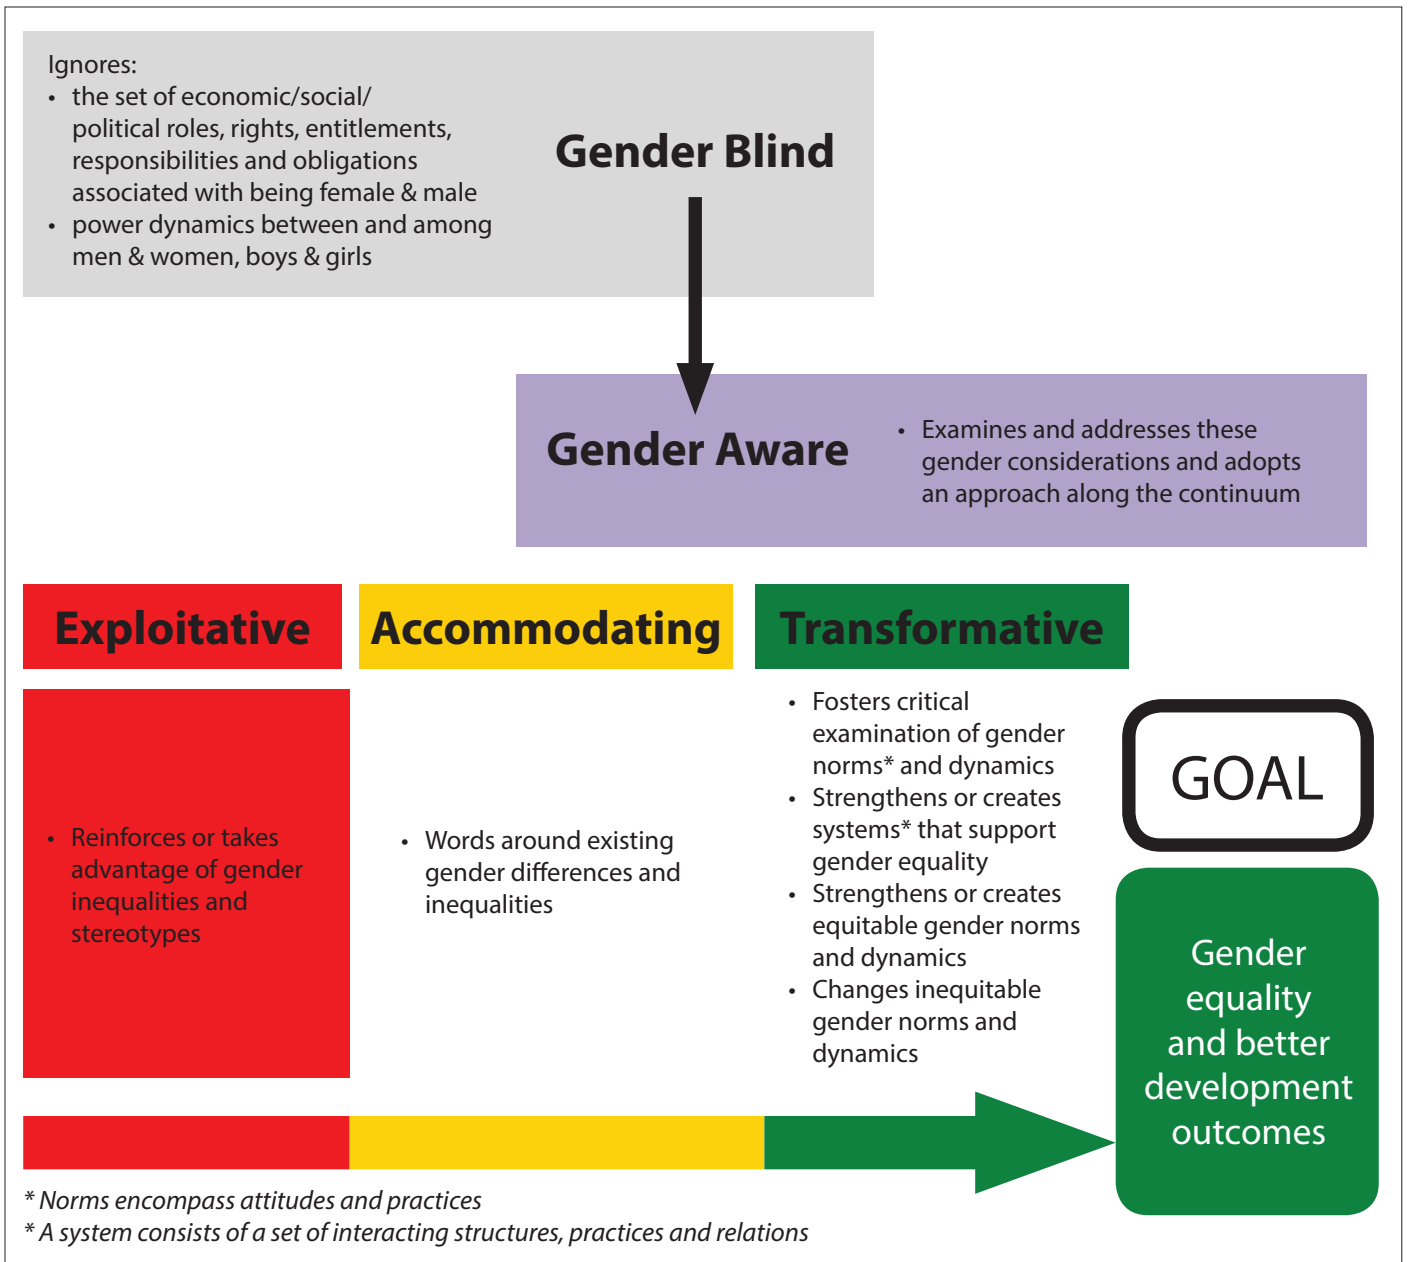 Ignores:
• the set of economic/social/
political roles, rights, entitlements,
responsibilities and obligations
associated with being female & male
• power dynamics between and among
men & women, boys & girls
Gender Blind
Gender Aware
• Examines and addresses these
gender considerations and adopts
an approach along the continuum
Exploitative
Accommodating
Transformative
• Reinforces or takes
advantage of gender
inequalities and
stereotypes
• Words around existing
gender differences and
inequalities
• Fosters critical
examination of gender
norms* and dynamics
• Strengthens or creates
systems* that support
gender equality
• Strengthens or creates
equitable gender norms
and dynamics
• Changes inequitable
gender norms and
dynamics
GOAL
Gender
equality
and better
development
outcomes
* Norms encompass attitudes and practices
* A system consists of a set of interacting structures, practices and relations